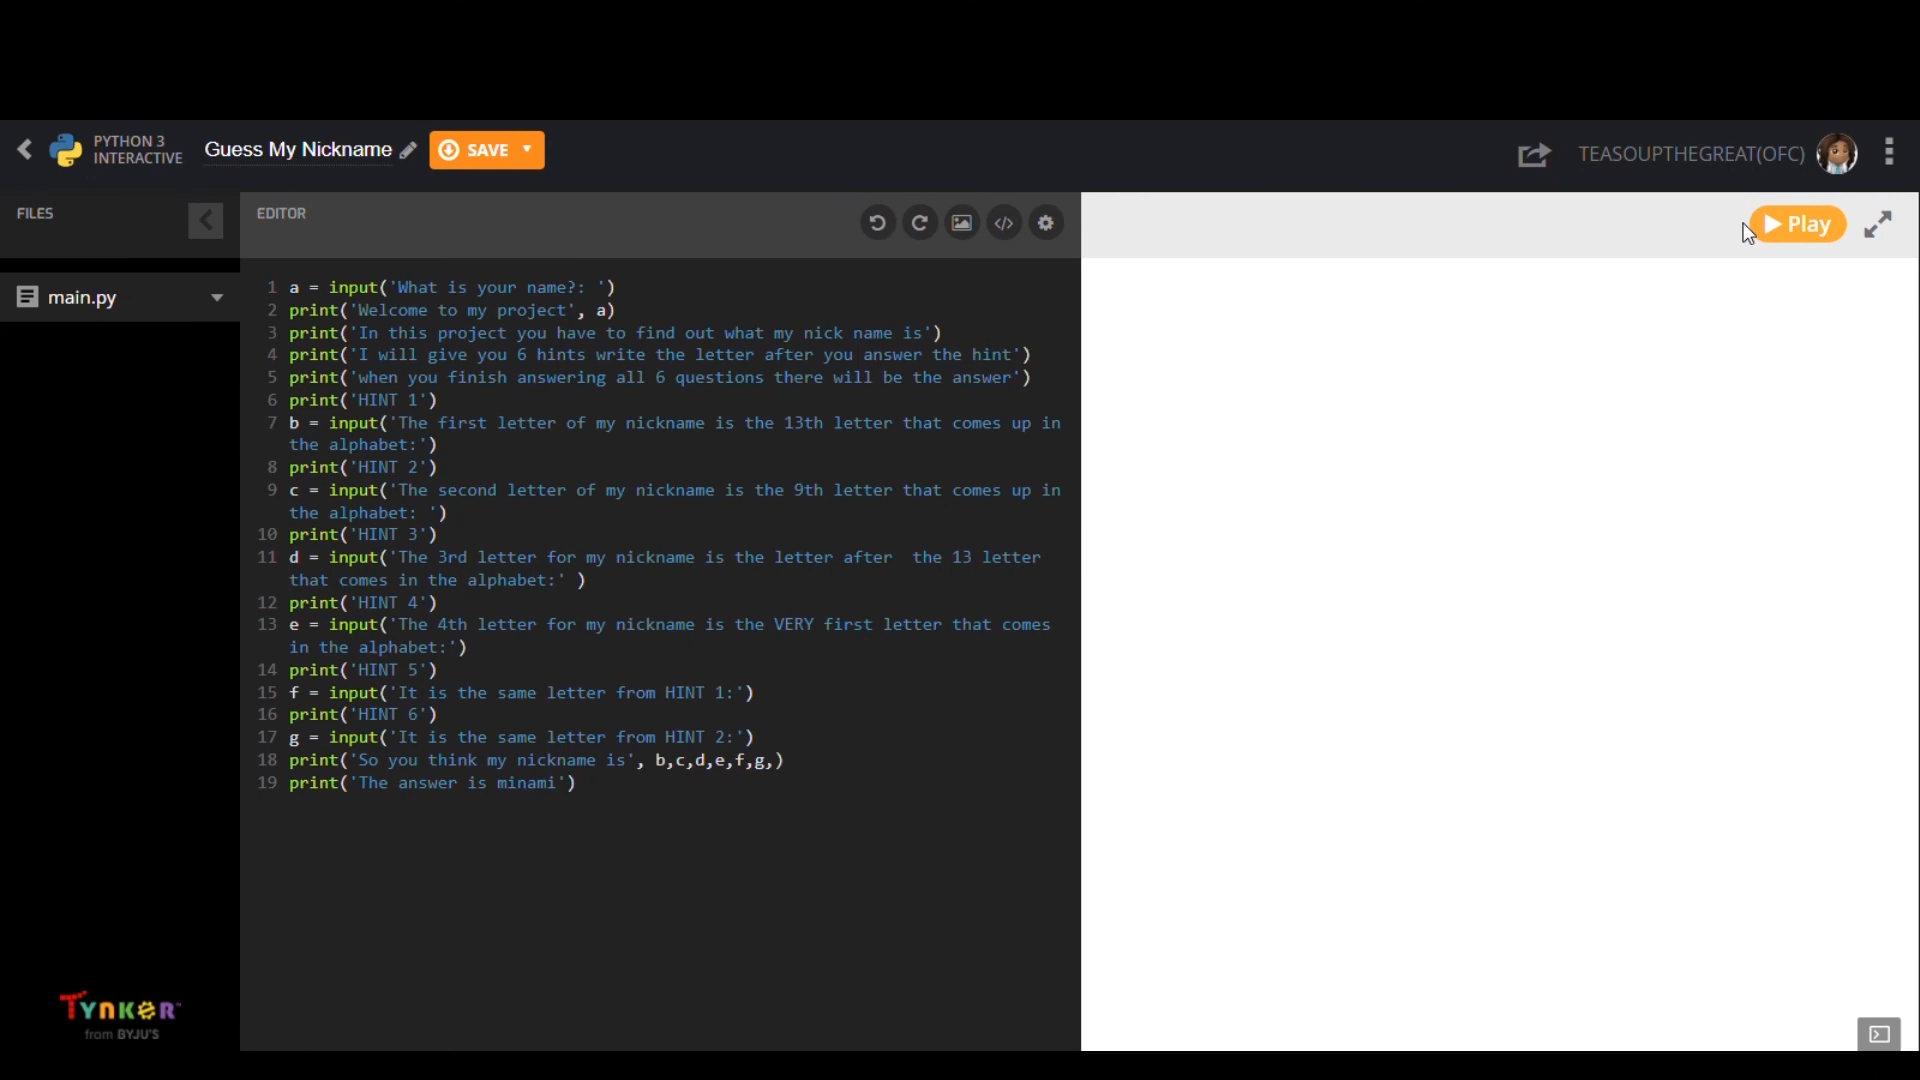 PYTHON 3
INTERACTIVE
Guess My Nickname
SAVE
TEASOUPTHEGREAT(OFC)
FILES
EDITOR
Play
main.py
1 a = input('What is your name?: ')
2 print('Welcome to my project', a)
3 print('In this project you have to find out what my nick name is')
4 print('I will give you 6 hints write the letter after you answer the hint')
5 print('when you finish answering all 6 questions there will be the answer')
6 print('HINT 1')
7 b = input('The first letter of my nickname is the 13th letter that comes up in
the alphabet:')
8 print('HINT 2')
9 c = input('The second letter of my nickname is the 9th letter that comes up in
the alphabet: ')
10 print('HINT 3')
11 d = input('The 3rd letter for my nickname is the letter after  the 13 letter
that comes in the alphabet:' )
12 print('HINT 4')
13 e = input('The 4th letter for my nickname is the VERY first letter that comes
in the alphabet:')
14 print('HINT 5')
15 f = input('It is the same letter from HINT 1:')
16 print('HINT 6')
17 g = input('It is the same letter from HINT 2:')
18 print('So you think my nickname is', b,c,d,e,f,g,)
19 print('The answer is minami')
TYNKER™
from BYJU'S